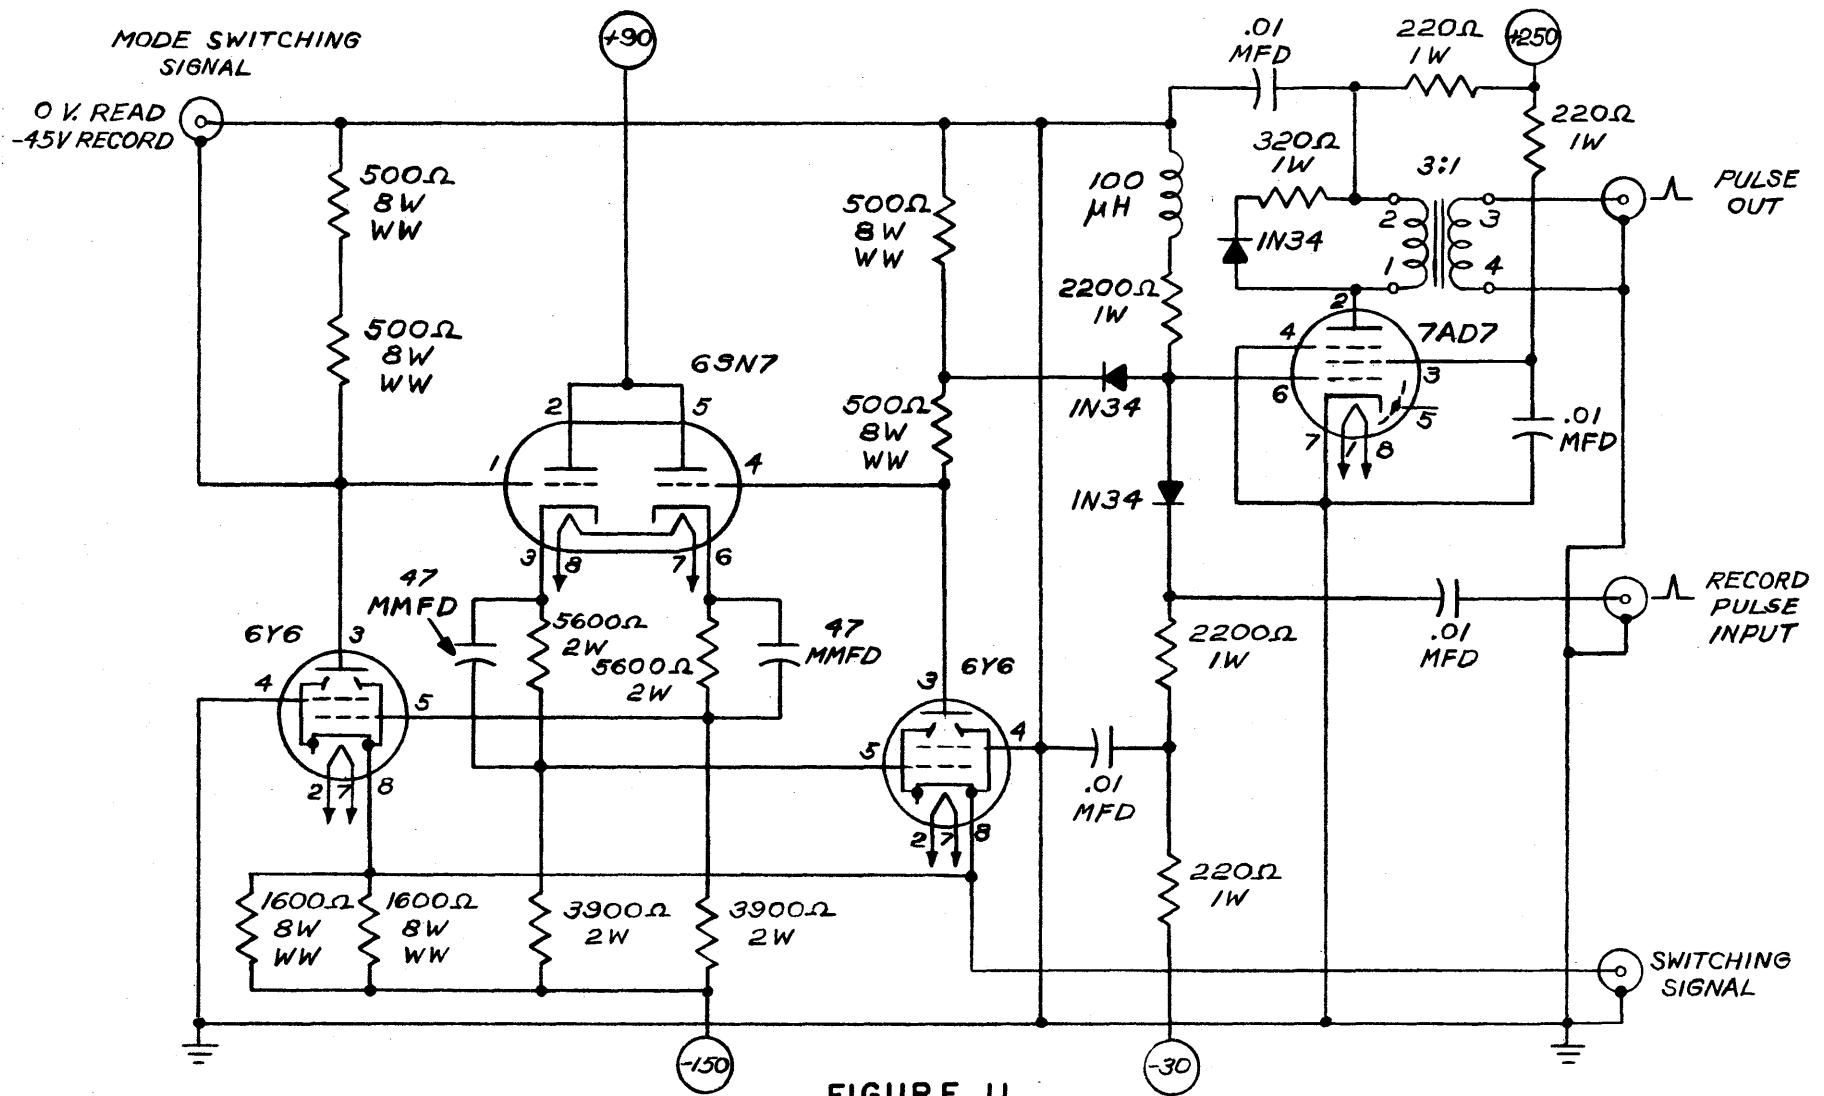 MODE SWITCHING
SIGNAL
0 V. READ
-45V RECORD
+90
.01
MFD
220Ω
1W
+250
220Ω
1W
500Ω
8W
WW
500Ω
8W
WW
100
μH
320Ω
1W
3:1
PULSE
OUT
1N34
2
3
1
4
2200Ω
1W
500Ω
8W
WW
6SN7
2
5
1
4
3
8
7
6
500Ω
8W
WW
1N34
2
4
7AD7
6
3
5
7
1
8
.01
MFD
1N34
47
MMFD
5600Ω
2W
5600Ω
2W
47
MMFD
6Y6
3
4
5
2
7
8
6Y6
3
4
5
2
7
8
.01
MFD
2200Ω
1W
.01
MFD
RECORD
PULSE
INPUT
1600Ω
8W
WW
1600Ω
8W
WW
3900Ω
2W
3900Ω
2W
220Ω
1W
SWITCHING
SIGNAL
-150
-30
FIGURE 11